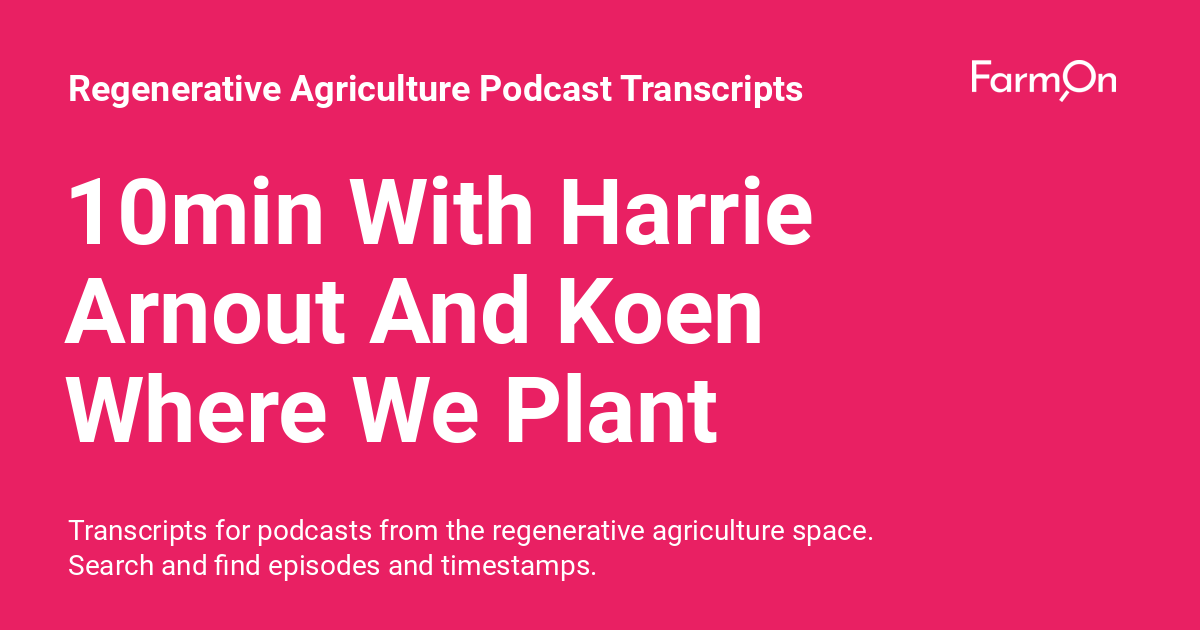 Regenerative Agriculture Podcast Transcripts
FarmOn
10min With Harrie
Arnout And Koen
Where We Plant
Transcripts for podcasts from the regenerative agriculture space.
Search and find episodes and timestamps.